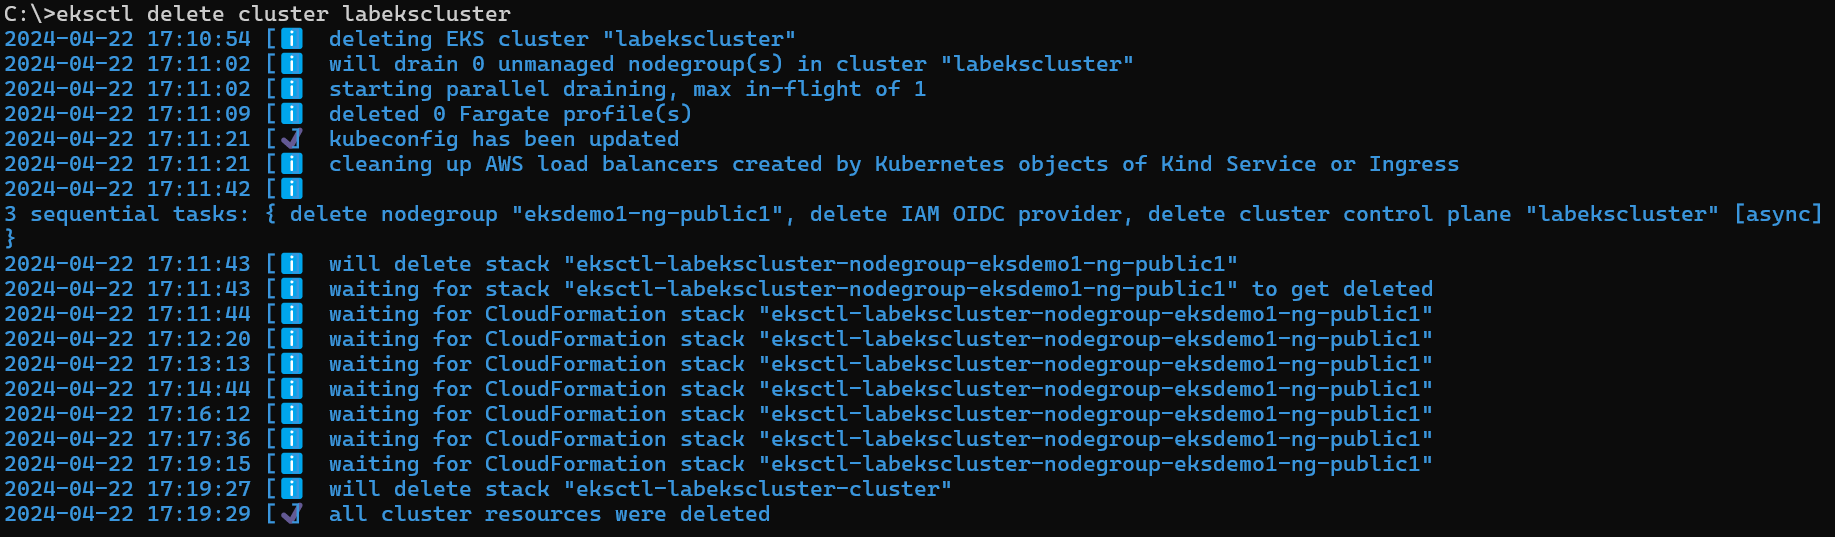 C:\>eksctl delete cluster labekscluster
2024-04-22 17:10:54 [ℹ]  deleting EKS cluster "labekscluster"
2024-04-22 17:11:02 [ℹ]  will drain 0 unmanaged nodegroup(s) in cluster "labekscluster"
2024-04-22 17:11:02 [ℹ]  starting parallel draining, max in-flight of 1
2024-04-22 17:11:09 [ℹ]  deleted 0 Fargate profile(s)
2024-04-22 17:11:21 [✔]  kubeconfig has been updated
2024-04-22 17:11:21 [ℹ]  cleaning up AWS load balancers created by Kubernetes objects of Kind Service or Ingress
2024-04-22 17:11:42 [ℹ]
3 sequential tasks: { delete nodegroup "eksdemo1-ng-public1", delete IAM OIDC provider, delete cluster control plane "labekscluster" [async]
}
2024-04-22 17:11:43 [ℹ]  will delete stack "eksctl-labekscluster-nodegroup-eksdemo1-ng-public1"
2024-04-22 17:11:43 [ℹ]  waiting for stack "eksctl-labekscluster-nodegroup-eksdemo1-ng-public1" to get deleted
2024-04-22 17:11:44 [ℹ]  waiting for CloudFormation stack "eksctl-labekscluster-nodegroup-eksdemo1-ng-public1"
2024-04-22 17:12:20 [ℹ]  waiting for CloudFormation stack "eksctl-labekscluster-nodegroup-eksdemo1-ng-public1"
2024-04-22 17:13:13 [ℹ]  waiting for CloudFormation stack "eksctl-labekscluster-nodegroup-eksdemo1-ng-public1"
2024-04-22 17:14:44 [ℹ]  waiting for CloudFormation stack "eksctl-labekscluster-nodegroup-eksdemo1-ng-public1"
2024-04-22 17:16:12 [ℹ]  waiting for CloudFormation stack "eksctl-labekscluster-nodegroup-eksdemo1-ng-public1"
2024-04-22 17:17:36 [ℹ]  waiting for CloudFormation stack "eksctl-labekscluster-nodegroup-eksdemo1-ng-public1"
2024-04-22 17:19:15 [ℹ]  waiting for CloudFormation stack "eksctl-labekscluster-nodegroup-eksdemo1-ng-public1"
2024-04-22 17:19:27 [ℹ]  will delete stack "eksctl-labekscluster-cluster"
2024-04-22 17:19:29 [✔]  all cluster resources were deleted